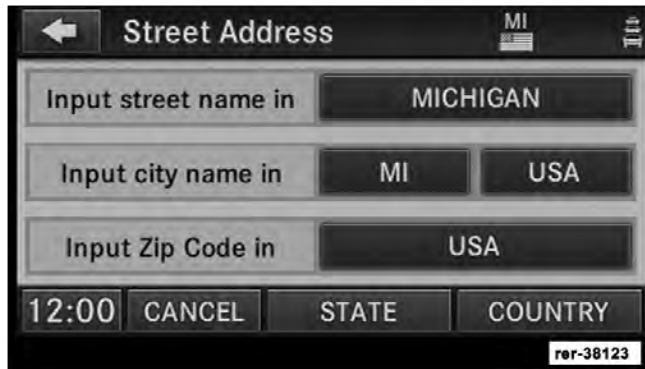 Street Address
MI
Input street name in MICHIGAN
Input city name in MI USA
Input Zip Code in USA
12:00 CANCEL STATE COUNTRY
rer-38123